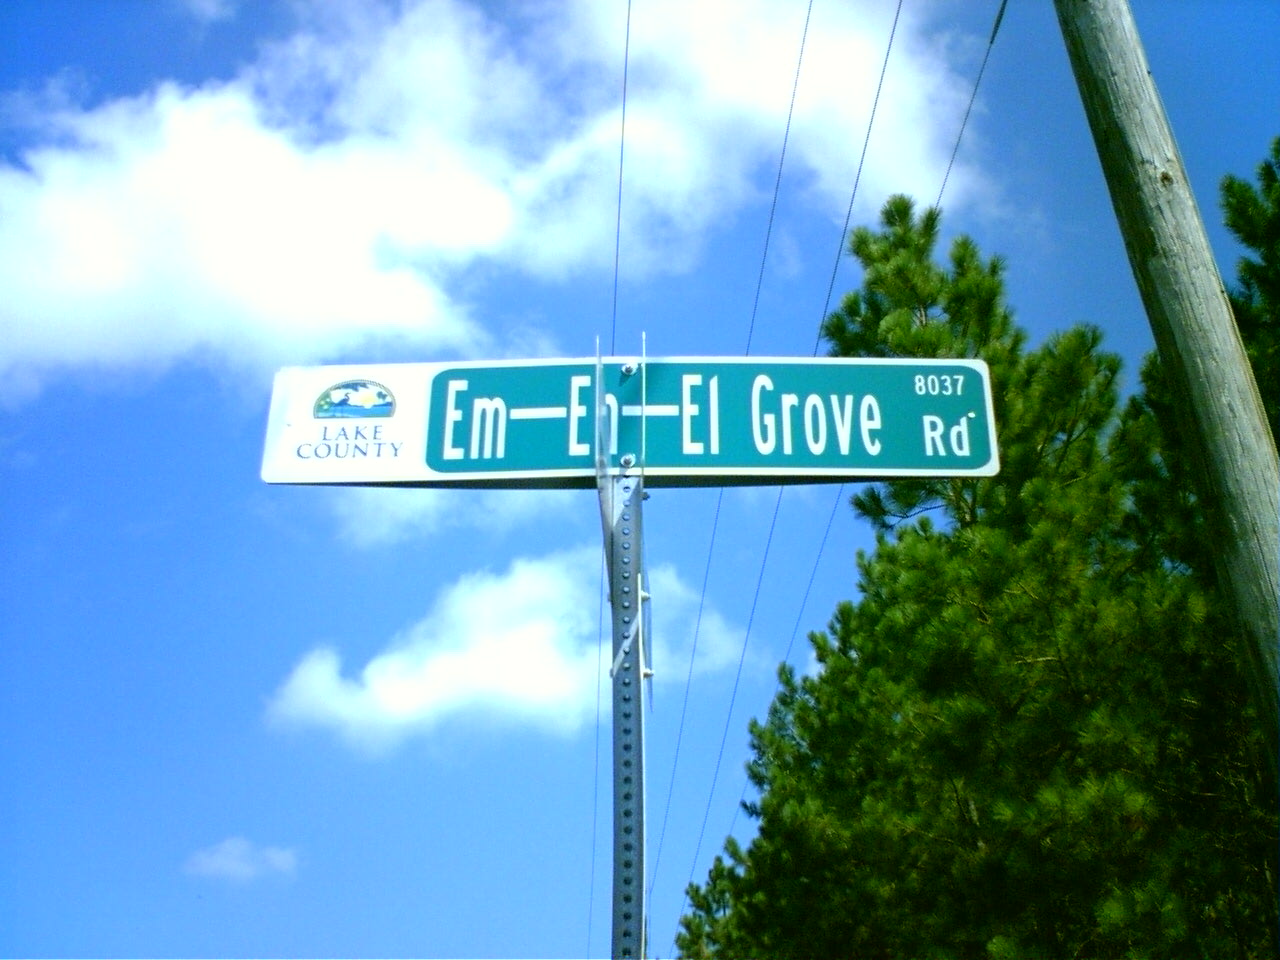 LAKE
COUNTY
Em-En-El Grove Rd
8037